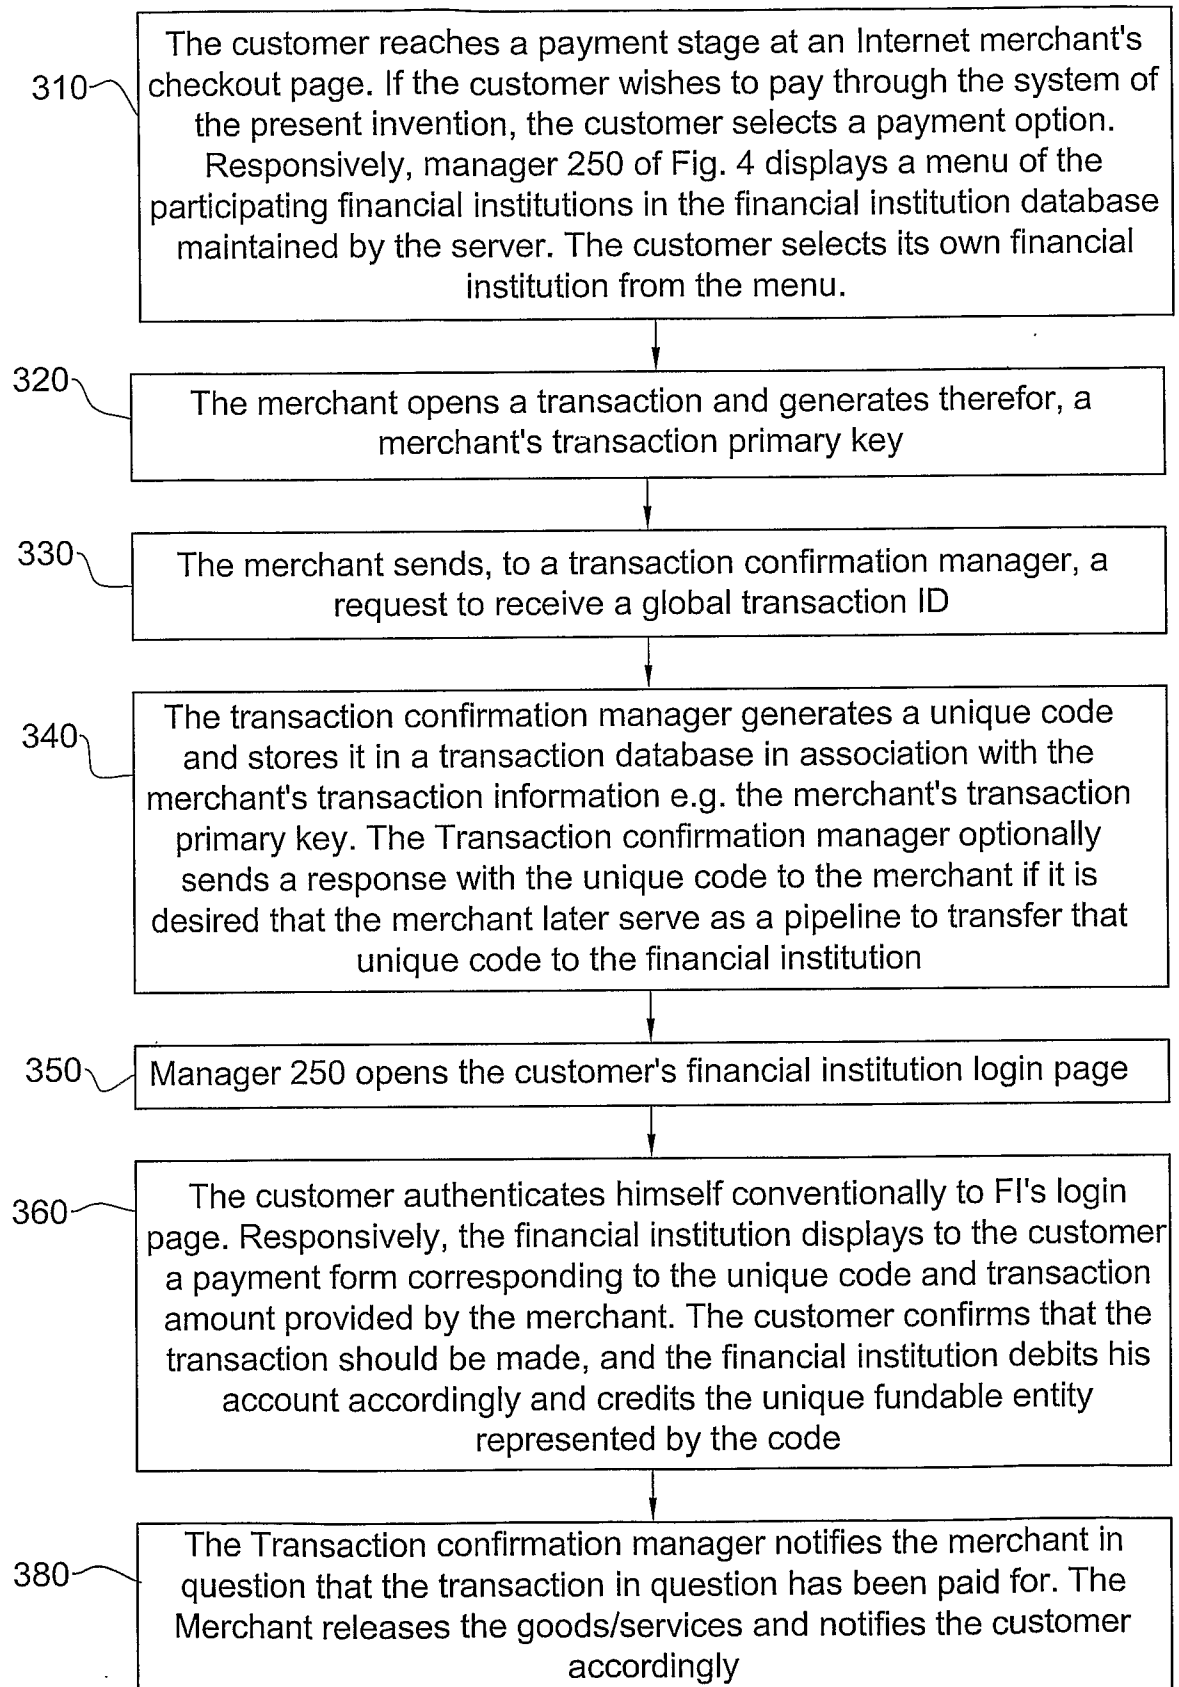 The customer reaches a payment stage at an Internet merchant's
310
checkout page. If the customer wishes to pay through the system of
the present invention, the customer selects a payment option.
Responsively, manager 250 of Fig. 4 displays a menu of the
participating financial institutions in the financial institution database
maintained by the server. The customer selects its own financial
institution from the menu.
320
The merchant opens a transaction and generates therefor, a
merchant's transaction primary key
330
The merchant sends, to a transaction confirmation manager, a
request to receive a global transaction ID
340
The transaction confirmation manager generates a unique code
and stores it in a transaction database in association with the
merchant's transaction information e.g. the merchant's transaction
primary key. The Transaction confirmation manager optionally
sends a response with the unique code to the merchant if it is
desired that the merchant later serve as a pipeline to transfer that
unique code to the financial institution
350
Manager 250 opens the customer's financial institution login page
360
The customer authenticates himself conventionally to FI's login
page. Responsively, the financial institution displays to the customer
a payment form corresponding to the unique code and transaction
amount provided by the merchant. The customer confirms that the
transaction should be made, and the financial institution debits his
account accordingly and credits the unique fundable entity
represented by the code
380
The Transaction confirmation manager notifies the merchant in
question that the transaction in question has been paid for. The
Merchant releases the goods/services and notifies the customer
accordingly